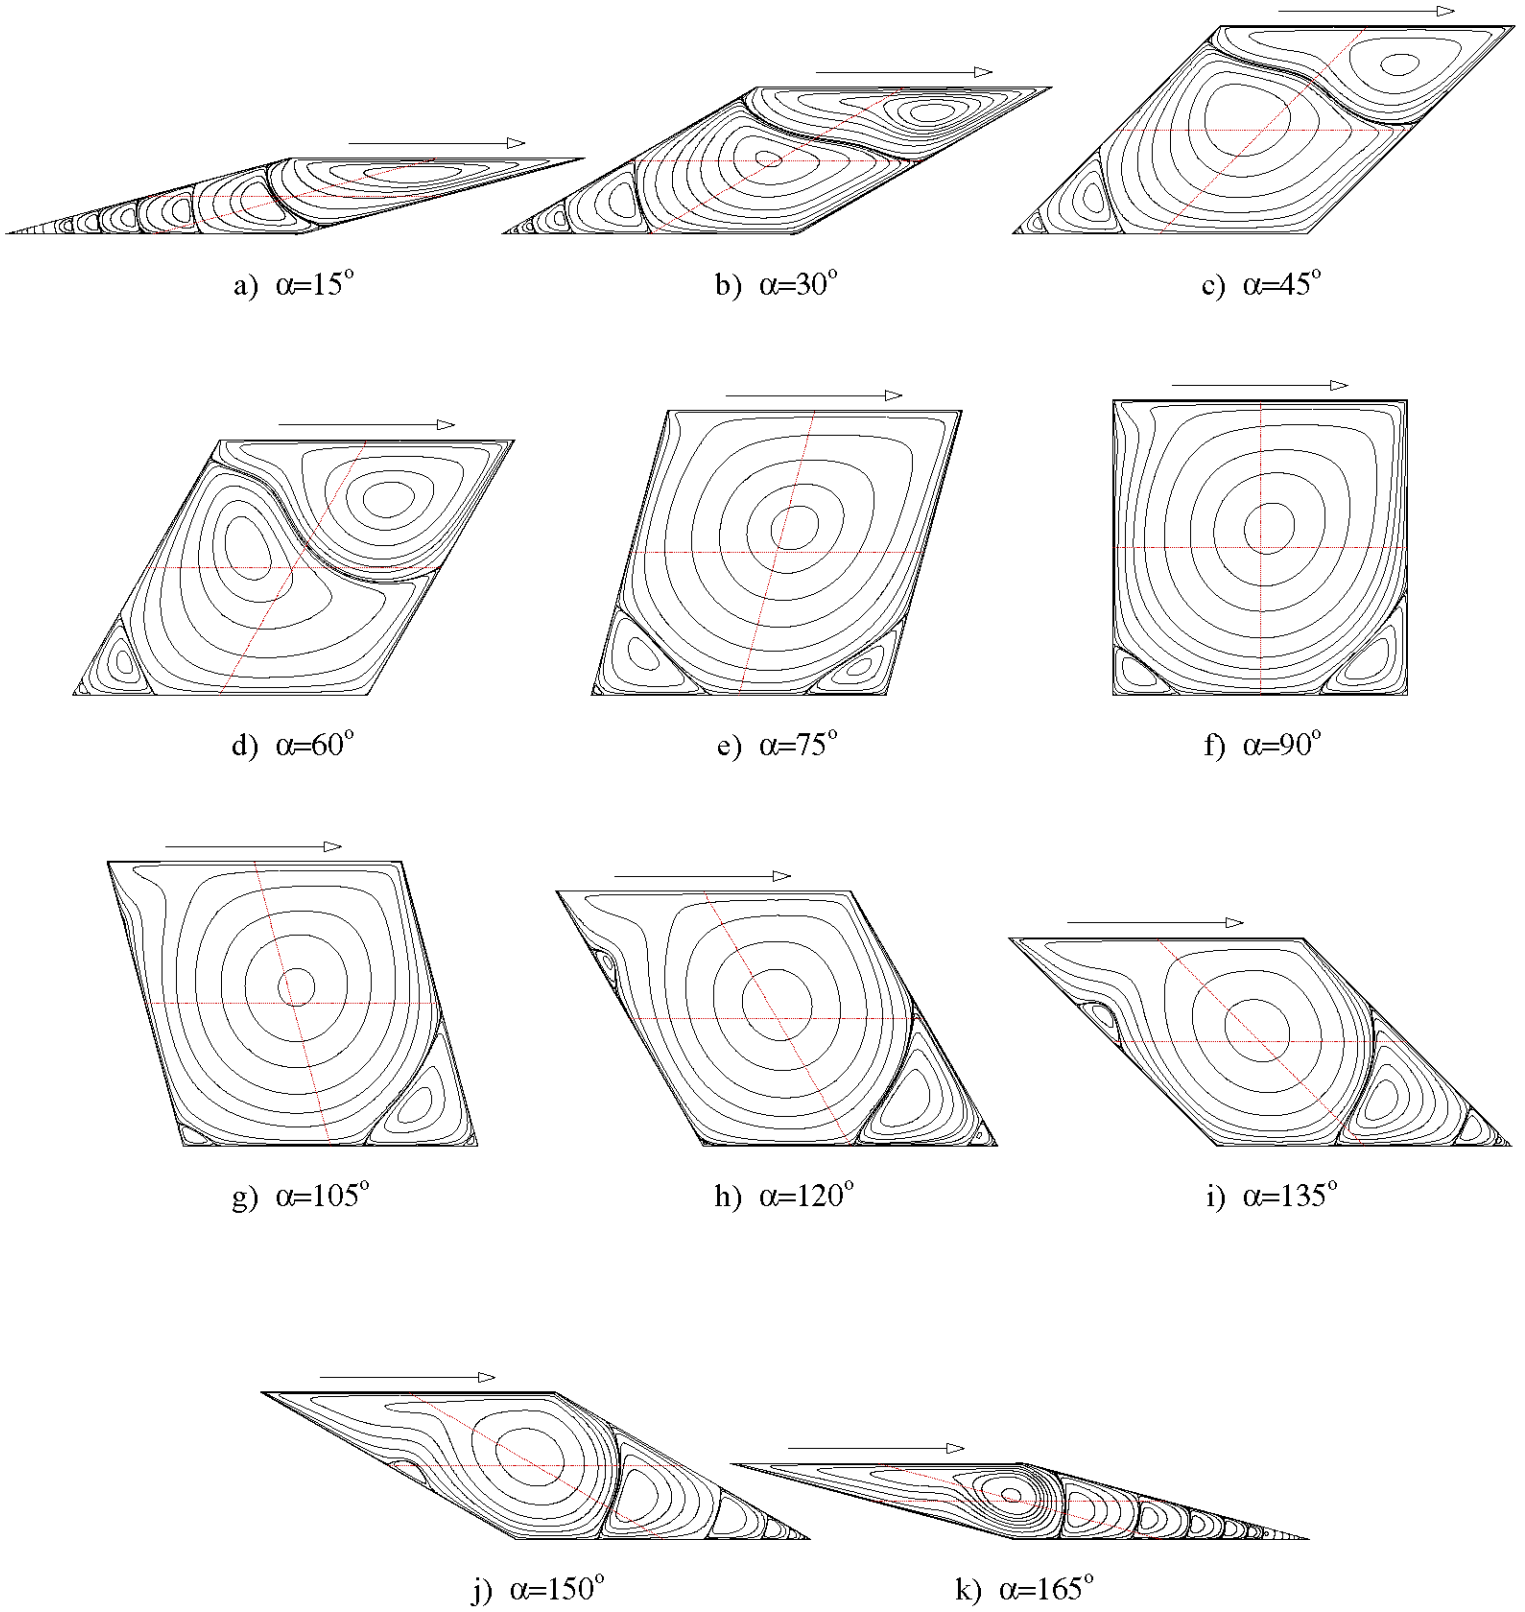 a) α=15°
b) α=30°
c) α=45°
d) α=60°
e) α=75°
f) α=90°
g) α=105°
h) α=120°
i) α=135°
j) α=150°
k) α=165°